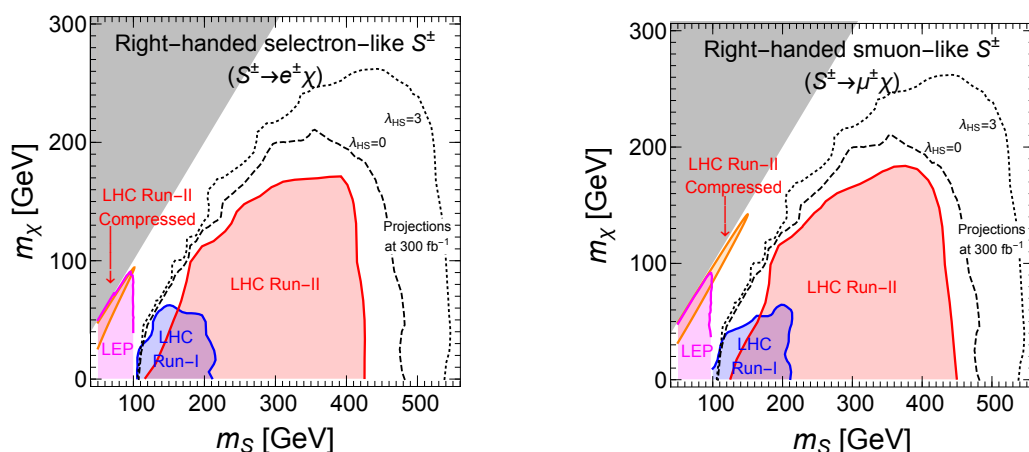 Right-handed selectron-like S±
(S±→e±χ)
λHS=3
λHS=0
LHC Run-II
Compressed
Projections
at 300 fb⁻¹
LHC Run-II
LEP
LHC
Run-I
300
200
100
0
100 200 300 400 500
mχ [GeV]
mS [GeV]
Right-handed smuon-like S±
(S±→μ±χ)
λHS=3
λHS=0
LHC Run-II
Compressed
Projections
at 300 fb⁻¹
LHC Run-II
LEP
LHC
Run-I
300
200
100
0
100 200 300 400 500
mχ [GeV]
mS [GeV]